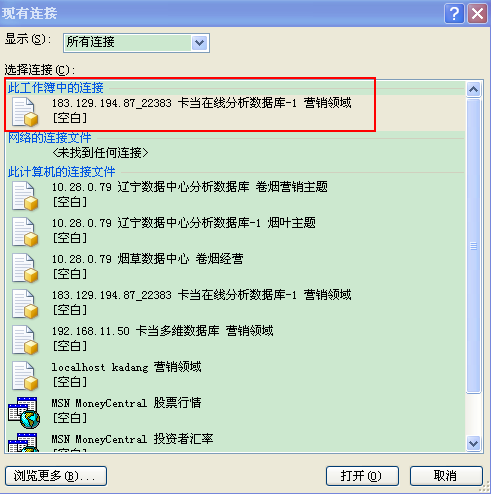 现有连接
显示(S): 所有连接
选择连接(C):
此工作簿中的连接
183.129.194.87_22383 卡当在线分析数据库-1 营销领域
[空白]
网络的连接文件
<未找到任何连接>
此计算机的连接文件
10.28.0.79 辽宁数据中心分析数据库 卷烟营销主题
[空白]
10.28.0.79 辽宁数据中心分析数据库-1 烟叶主题
[空白]
10.28.0.79 烟草数据中心 卷烟经营
[空白]
183.129.194.87_22383 卡当在线分析数据库-1 营销领域
[空白]
192.168.11.50 卡当多维数据库 营销领域
[空白]
localhost kadang 营销领域
[空白]
MSN MoneyCentral 股票行情
[空白]
MSN MoneyCentral 投资者汇率
浏览更多(B)... 打开(O) 取消